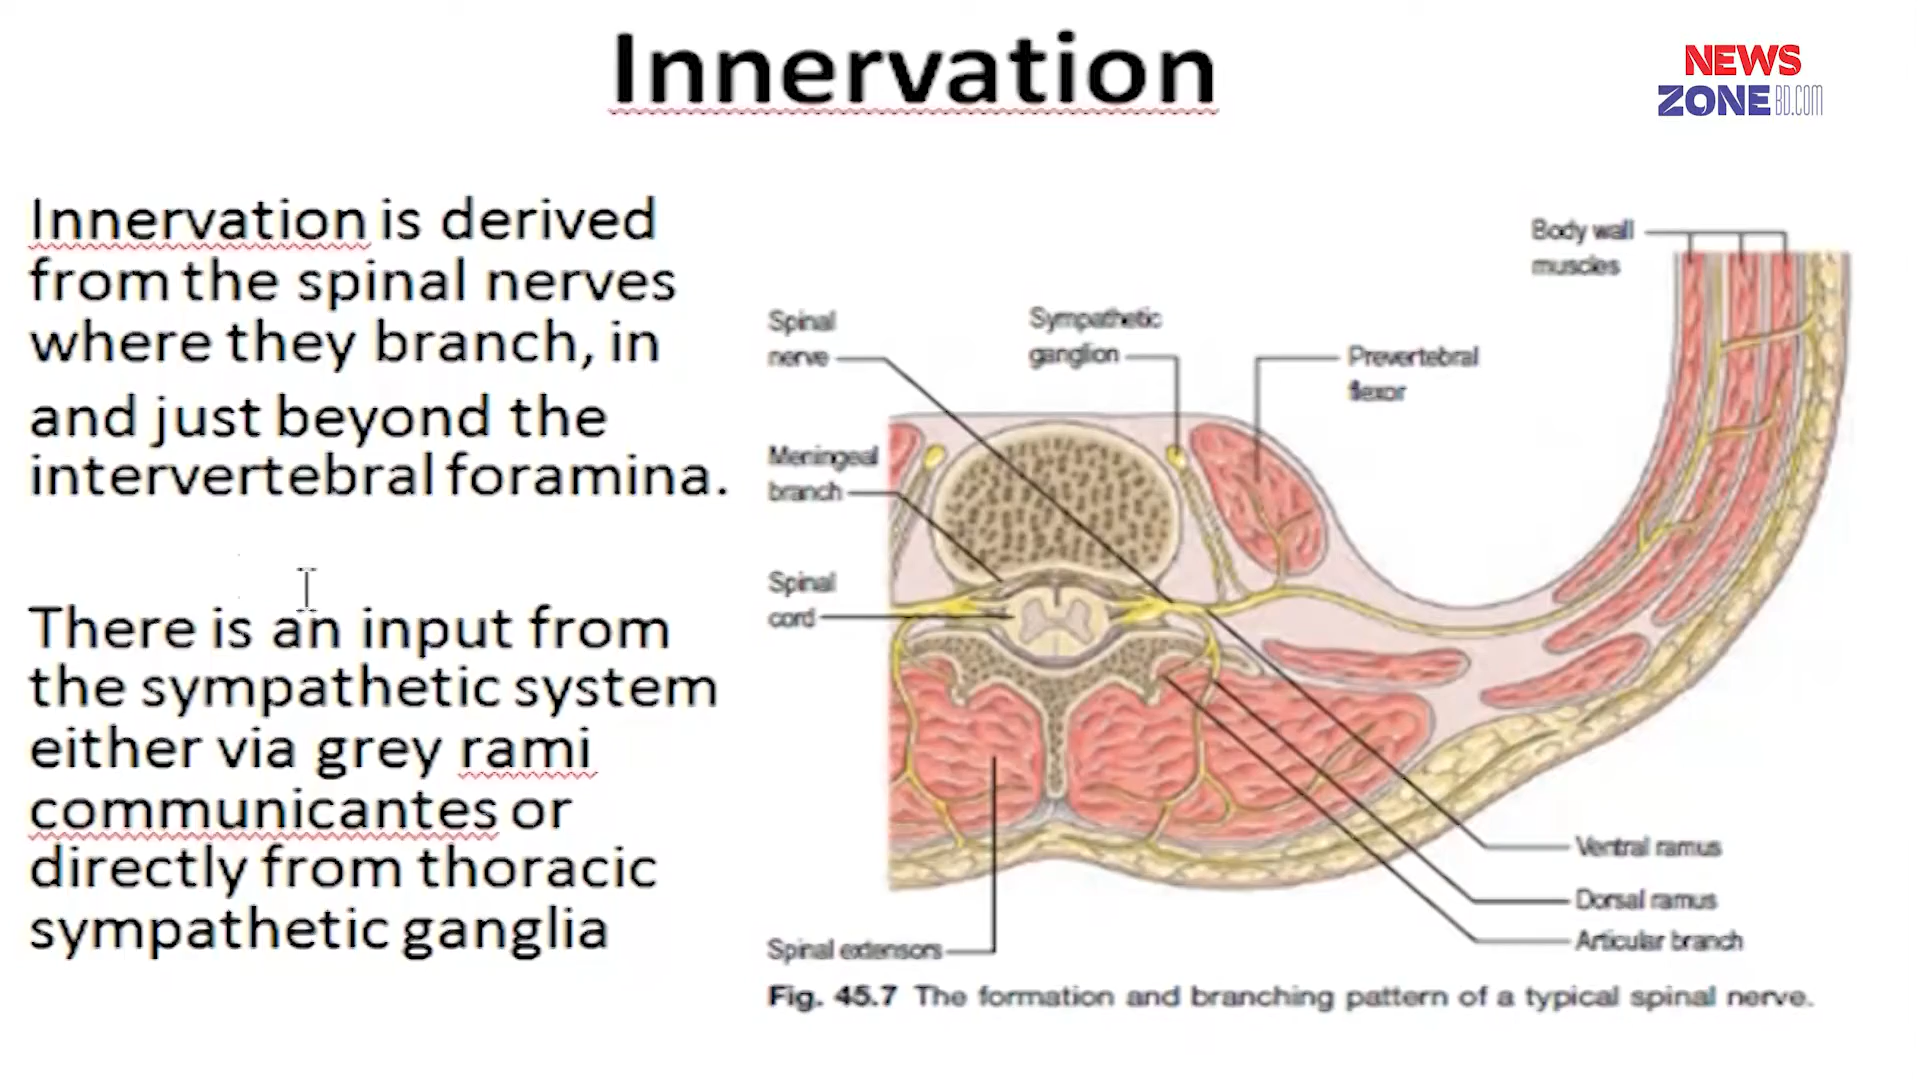 Innervation
NEWS
ZONE BD.COM
Innervation is derived
from the spinal nerves
where they branch, in
and just beyond the
intervertebral foramina.
There is an input from
the sympathetic system
either via grey rami
communicantes or
directly from thoracic
sympathetic ganglia
Body wall
muscles
Spinal
nerve
Sympathetic
ganglion
Prevertebral
flexor
Meningeal
branch
Spinal
cord
Ventral ramus
Dorsal ramus
Articular branch
Spinal extensors
Fig. 45.7 The formation and branching pattern of a typical spinal nerve.